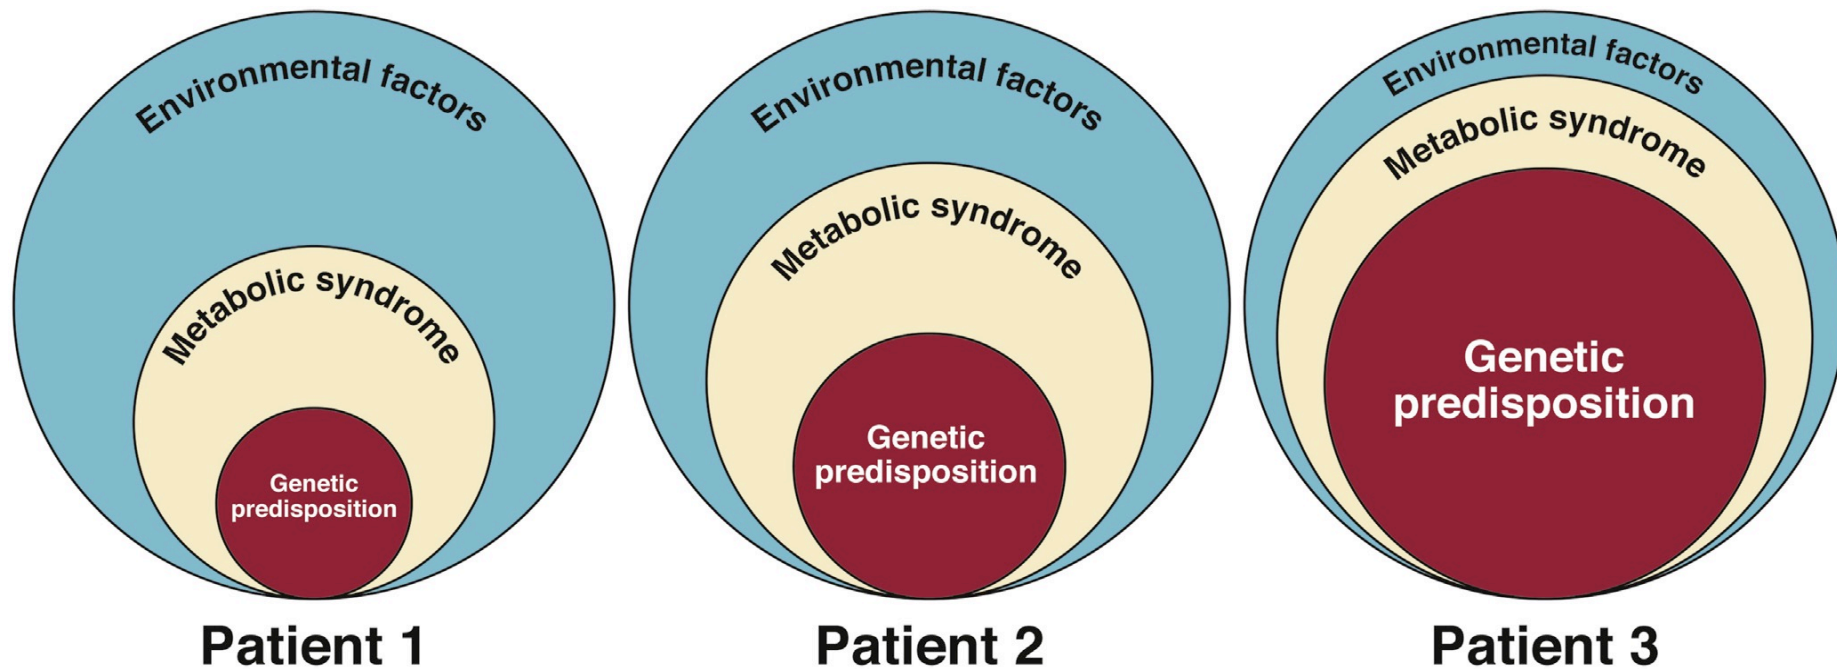 Environmental factors
Metabolic syndrome
Genetic
predisposition
Patient 1
Environmental factors
Metabolic syndrome
Genetic
predisposition
Patient 2
Environmental factors
Metabolic syndrome
Genetic
predisposition
Patient 3